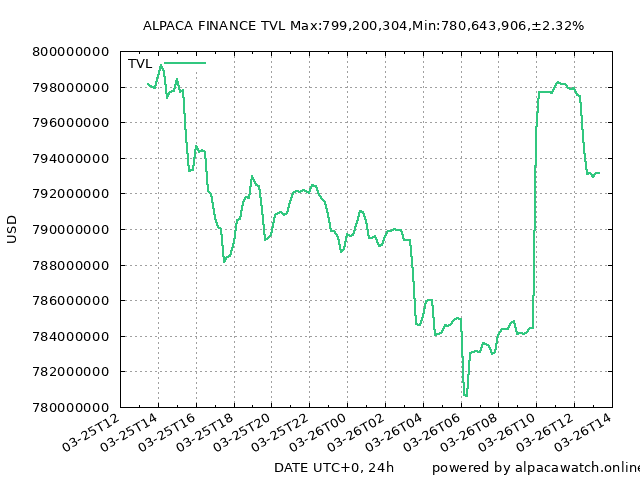 ALPACA FINANCE TVL Max:799,200,304,Min:780,643,906,±2.32%
TVL
800000000
798000000
796000000
794000000
792000000
790000000
788000000
786000000
784000000
782000000
780000000
USD
03-25T12
03-25T14
03-25T16
03-25T18
03-25T20
03-25T22
03-26T00
03-26T02
03-26T04
03-26T06
03-26T08
03-26T10
03-26T12
03-26T14
DATE UTC+0, 24h
powered by alpacawatch.online